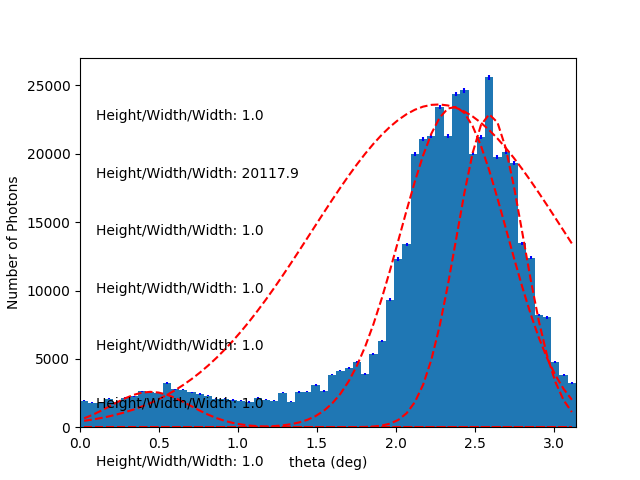 25000
Height/Width/Width: 1.0
20000
Height/Width/Width: 20117.9
15000
Height/Width/Width: 1.0
10000
Height/Width/Width: 1.0
5000
Height/Width/Width: 1.0
Height/Width/Width: 1.0
0
0.0 0.5 1.0 1.5 2.0 2.5 3.0
Height/Width/Width: 1.0
theta (deg)
Number of Photons